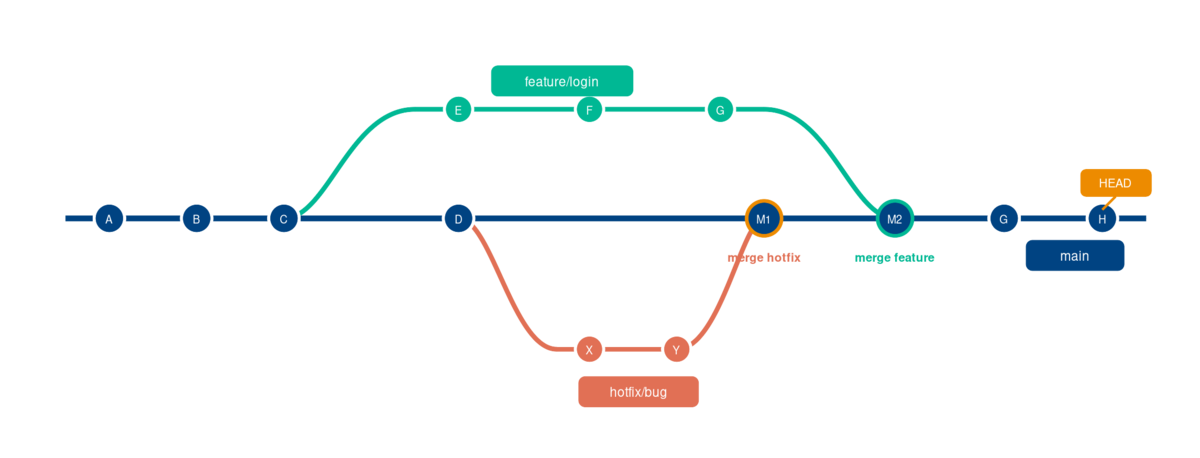 feature/login
E
F
G
HEAD
A
B
C
D
M1
M2
G
H
merge hotfix
merge feature
main
X
Y
hotfix/bug